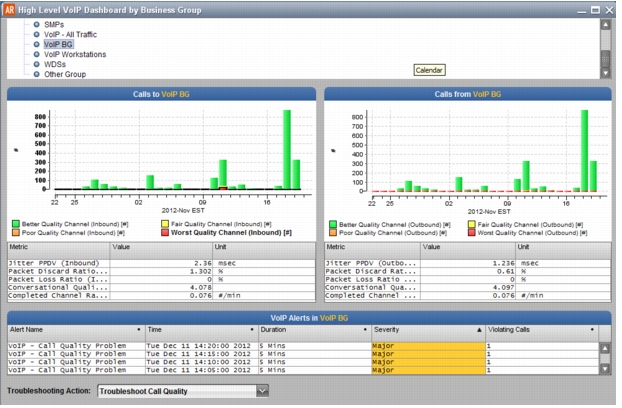 AR High Level VoIP Dashboard by Business Group
SMPs
VoIP - All Traffic
VoIP BG
VoIP Workstations
WDSs
Other Group
Calendar
Calls to VoIP BG
800
700
600
500
400
300
200
100
0
#
22 25 02 09 16
2012-Nov EST
Better Quality Channel (Inbound) [#]
Fair Quality Channel (Inbound) [#]
Poor Quality Channel (Inbound) [#]
Worst Quality Channel (Inbound) [#]
Metric Value Unit
Jitter PPDV (Inbound) 2.36 msec
Packet Discard Ratio... 1.302 %
Packet Loss Ratio (I... 0 %
Conversational Quali... 4.078
Completed Channel Ra... 0.076 #/min
Calls from VoIP BG
800
700
600
500
400
300
200
100
0
#
22 25 02 09 16
2012-Nov EST
Better Quality Channel (Outbound) [#]
Fair Quality Channel (Outbound) [#]
Poor Quality Channel (Outbound) [#]
Worst Quality Channel (Outbound) [#]
Metric Value Unit
Jitter PPDV (Outbo... 1.236 msec
Packet Discard Rat... 0.61 %
Packet Loss Ratio ... 0 %
Conversational Qua... 4.097
Completed Channel ... 0.076 #/min
VoIP Alerts in VoIP BG
Alert Name Time Duration Severity Violating Calls
VoIP - Call Quality Problem Tue Dec 11 14:20:00 2012 5 Mins Major 1
VoIP - Call Quality Problem Tue Dec 11 14:15:00 2012 5 Mins Major 1
VoIP - Call Quality Problem Tue Dec 11 14:10:00 2012 5 Mins Major 1
VoIP - Call Quality Problem Tue Dec 11 14:05:00 2012 5 Mins Major 1
Troubleshooting Action: Troubleshoot Call Quality